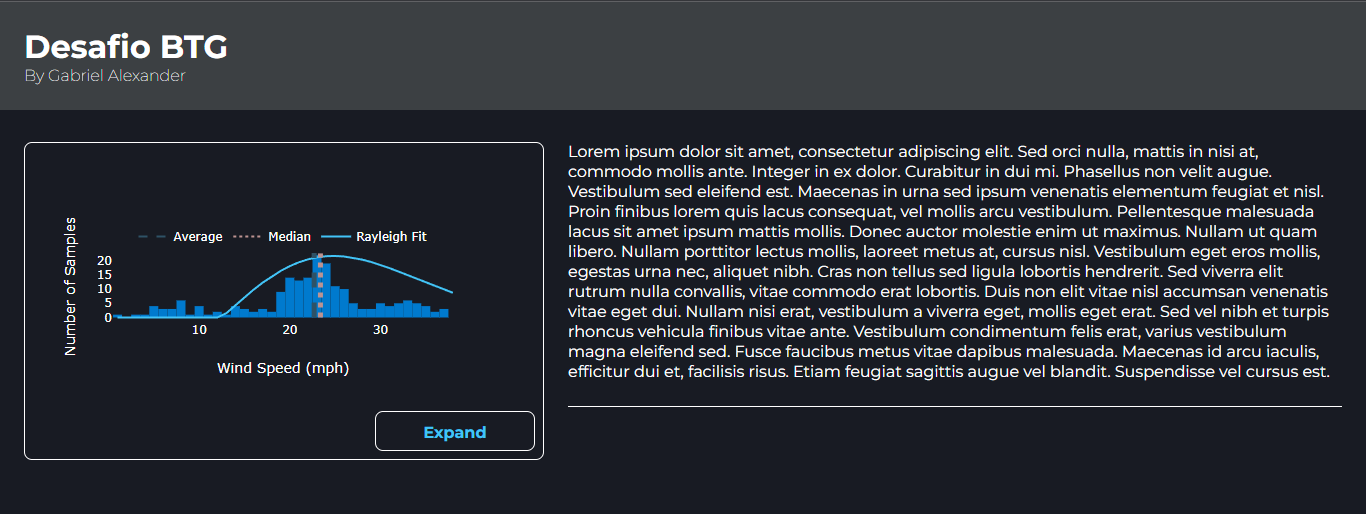 Desafio BTG
By Gabriel Alexander
Average
Median
Rayleigh Fit
Number of Samples
20
15
10
5
0
10
20
30
Wind Speed (mph)
Expand
Lorem ipsum dolor sit amet, consectetur adipiscing elit. Sed orci nulla, mattis in nisi at,
commodo mollis ante. Integer in ex dolor. Curabitur in dui mi. Phasellus non velit augue.
Vestibulum sed eleifend est. Maecenas in urna sed ipsum venenatis elementum feugiat et nisl.
Proin finibus lorem quis lacus consequat, vel mollis arcu vestibulum. Pellentesque malesuada
lacus sit amet ipsum mattis mollis. Donec auctor molestie enim ut maximus. Nullam ut quam
libero. Nullam porttitor lectus mollis, laoreet metus at, cursus nisl. Vestibulum eget eros mollis,
egestas urna nec, aliquet nibh. Cras non tellus sed ligula lobortis hendrerit. Sed viverra elit
rutrum nulla convallis, vitae commodo erat lobortis. Duis non elit vitae nisl accumsan venenatis
vitae eget dui. Nullam nisi erat, vestibulum a viverra eget, mollis eget erat. Sed vel nibh et turpis
rhoncus vehicula finibus vitae ante. Vestibulum condimentum felis erat, varius vestibulum
magna eleifend sed. Fusce faucibus metus vitae dapibus malesuada. Maecenas id arcu iaculis,
efficitur dui et, facilisis risus. Etiam feugiat sagittis augue vel blandit. Suspendisse vel cursus est.